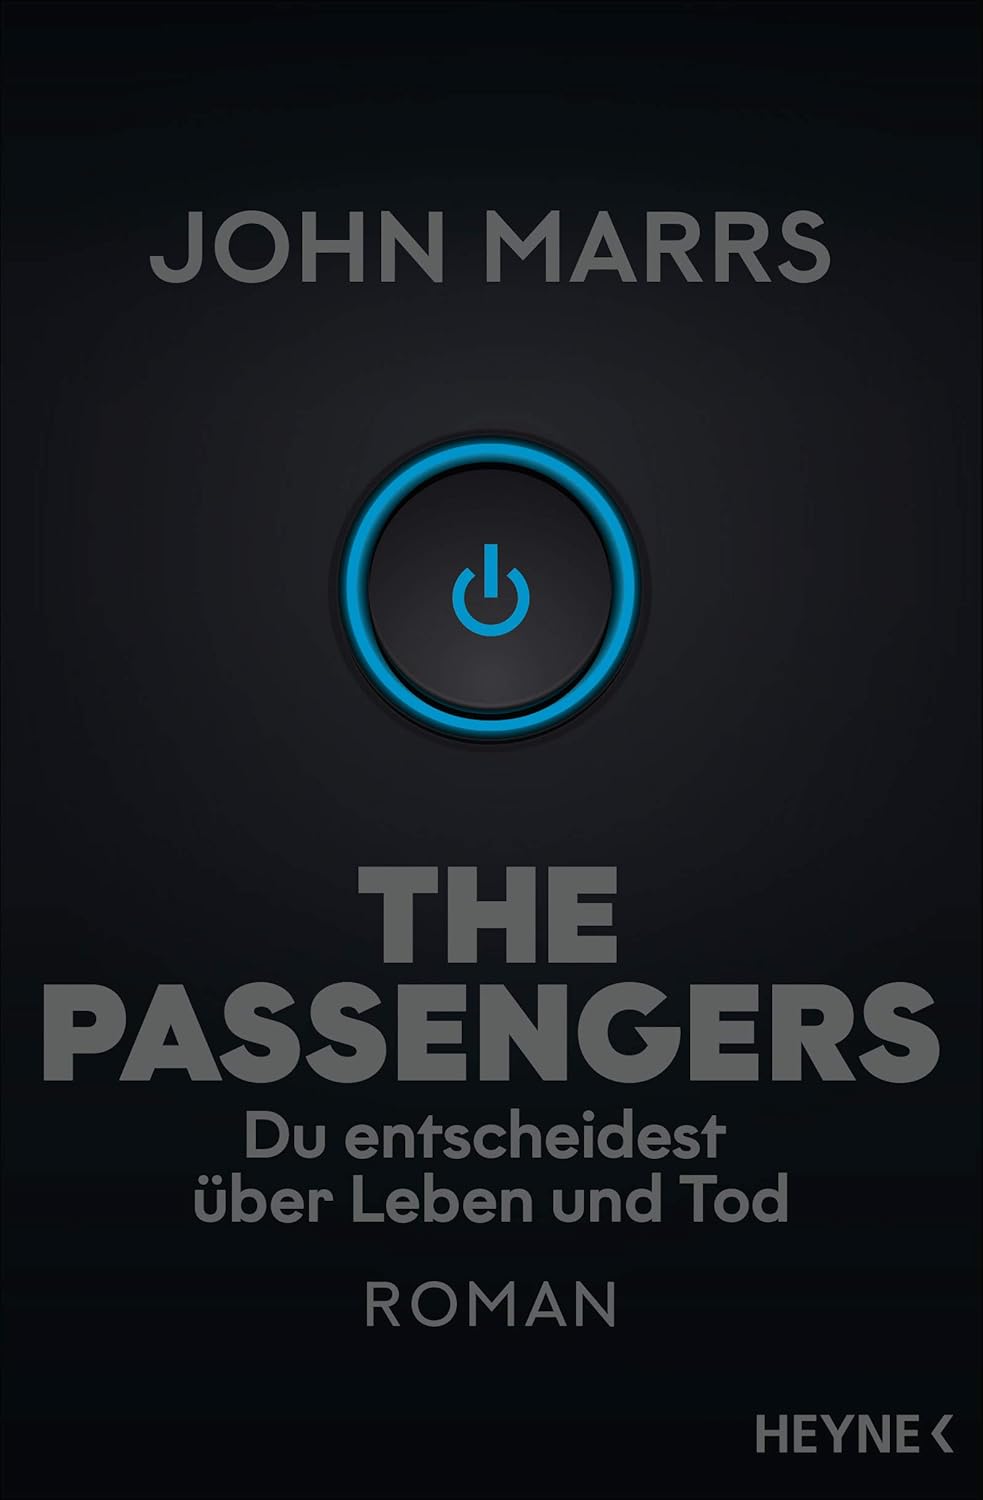 JOHN MARRS
THE
PASSENGERS
Du entscheidest
über Leben und Tod
ROMAN
HEYNE <